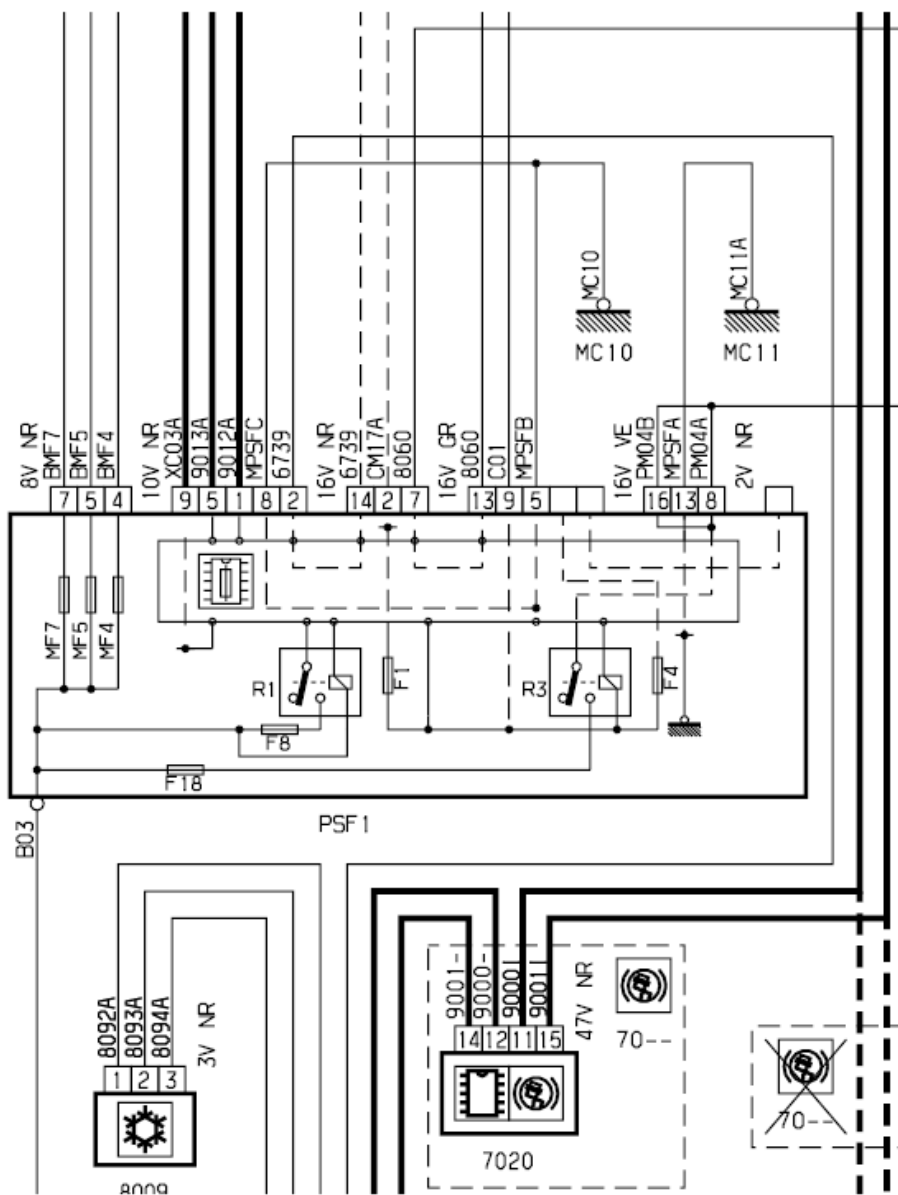 MC10
MC11A
MC10
MC11
8V NR
BMF7
BMF5
BMF4
10V NR
XC03A
9013A
9012A
MPSFC
6739
16V NR
6739
CM17A
8060
16V GR
8060
C01
MPSFB
16V VE
PM04B
MPSFA
PM04A
2V NR
7 5 4 9 5 1 8 2 14 2 7 13 9 5 16 13 8
MF7
MF5
MF4
R1
F1
R3
F4
F8
F18
B03
PSF1
8092A
8093A
8094A
3V NR
1 2 3
8009
9001-
9000-
9000|
9001|
47V NR
14 12 11 15
70--
7020
70--